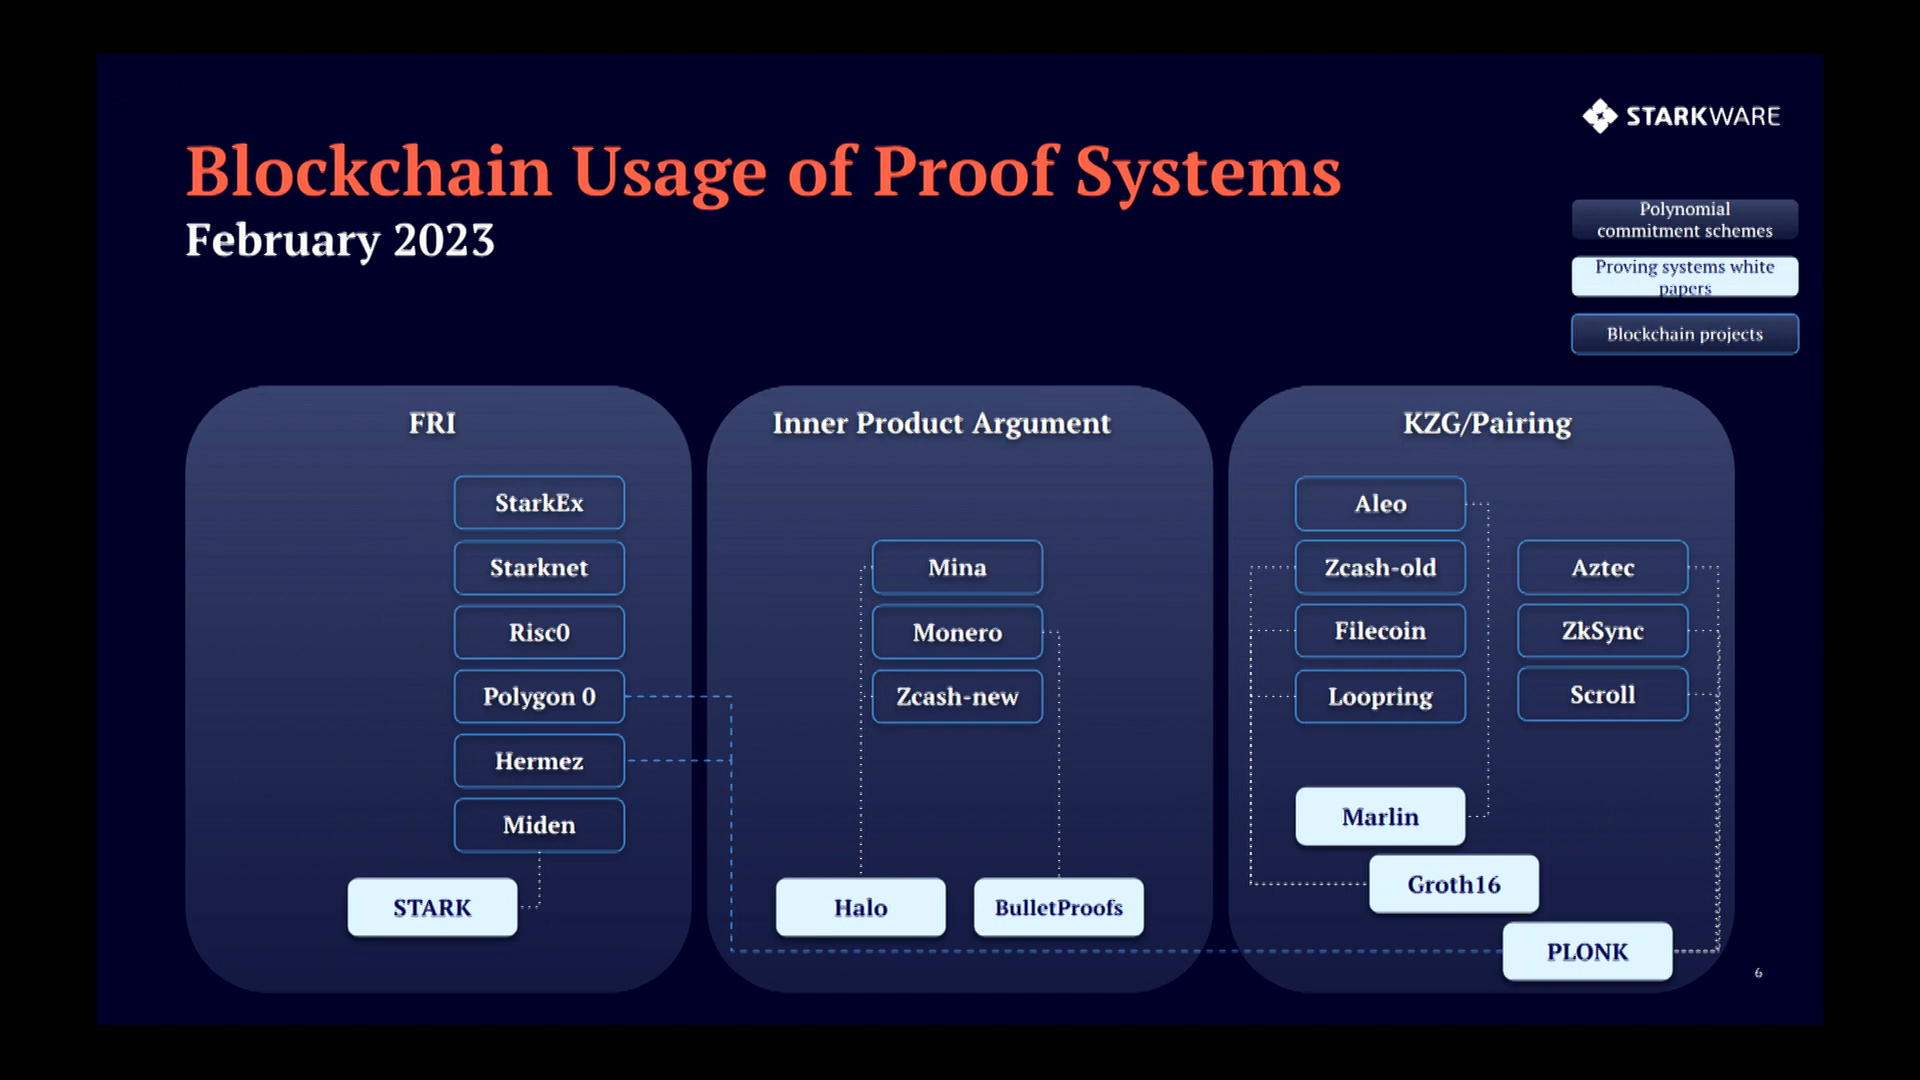 STARKWARE
Blockchain Usage of Proof Systems
February 2023
Polynomial
commitment schemes
Proving systems white
papers
Blockchain projects
FRI
StarkEx
Starknet
Risc0
Polygon 0
Hermez
Miden
STARK
Inner Product Argument
Mina
Monero
Zcash-new
Halo
BulletProofs
KZG/Pairing
Aleo
Zcash-old
Filecoin
Loopring
Aztec
ZkSync
Scroll
Marlin
Groth16
PLONK
6